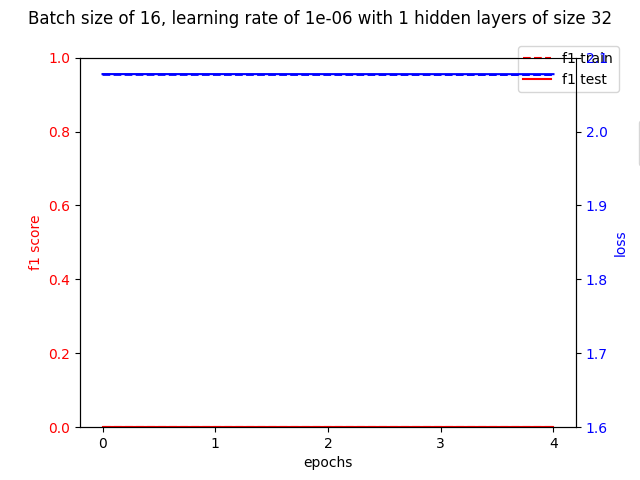 Batch size of 16, learning rate of 1e-06 with 1 hidden layers of size 32
f1 train
f1 test
1.0
0.8
0.6
0.4
0.2
0.0
f1 score
2.1
2.0
1.9
1.8
1.7
1.6
loss
0 1 2 3 4
epochs